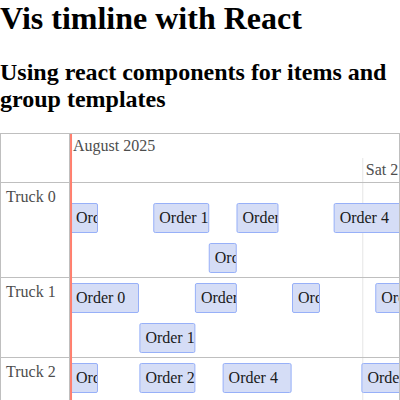 Vis timline with React
Using react components for items and
group templates
August 2025
Sat 2
Truck 0
Ord
Order 1
Order
Order 4
Ord
Truck 1
Order 0
Order
Ord
Or
Order 1
Truck 2
Ord
Order 2
Order 4
Orde